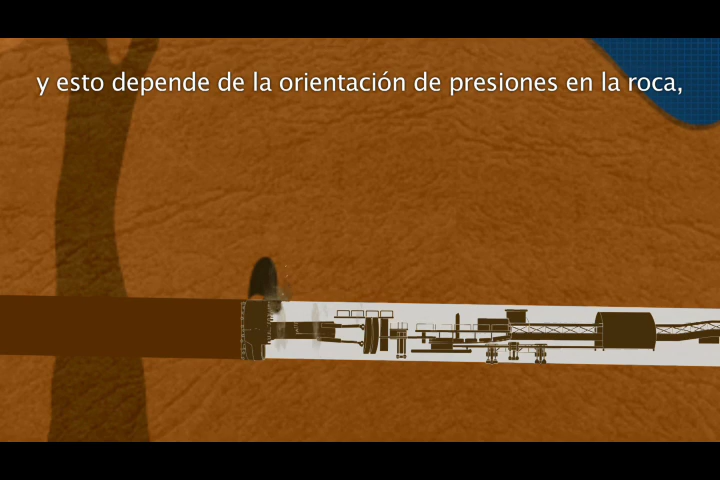 y esto depende de la orientación de presiones en la roca,